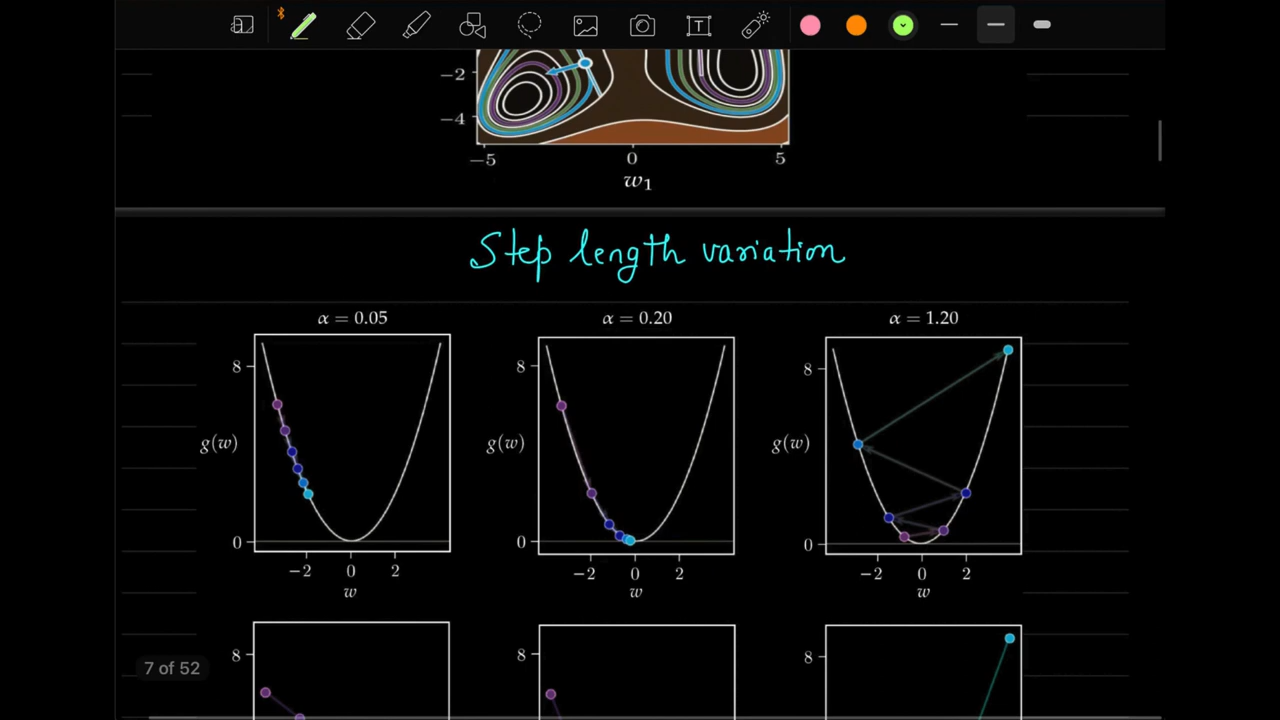 T
−2
−4
−5 0 5
w₁
Step length variation
α = 0.05 α = 0.20 α = 1.20
8 8 8
g(w) g(w) g(w)
0 0 0
−2 0 2 −2 0 2 −2 0 2
w w w
7 of 52
8 8 8